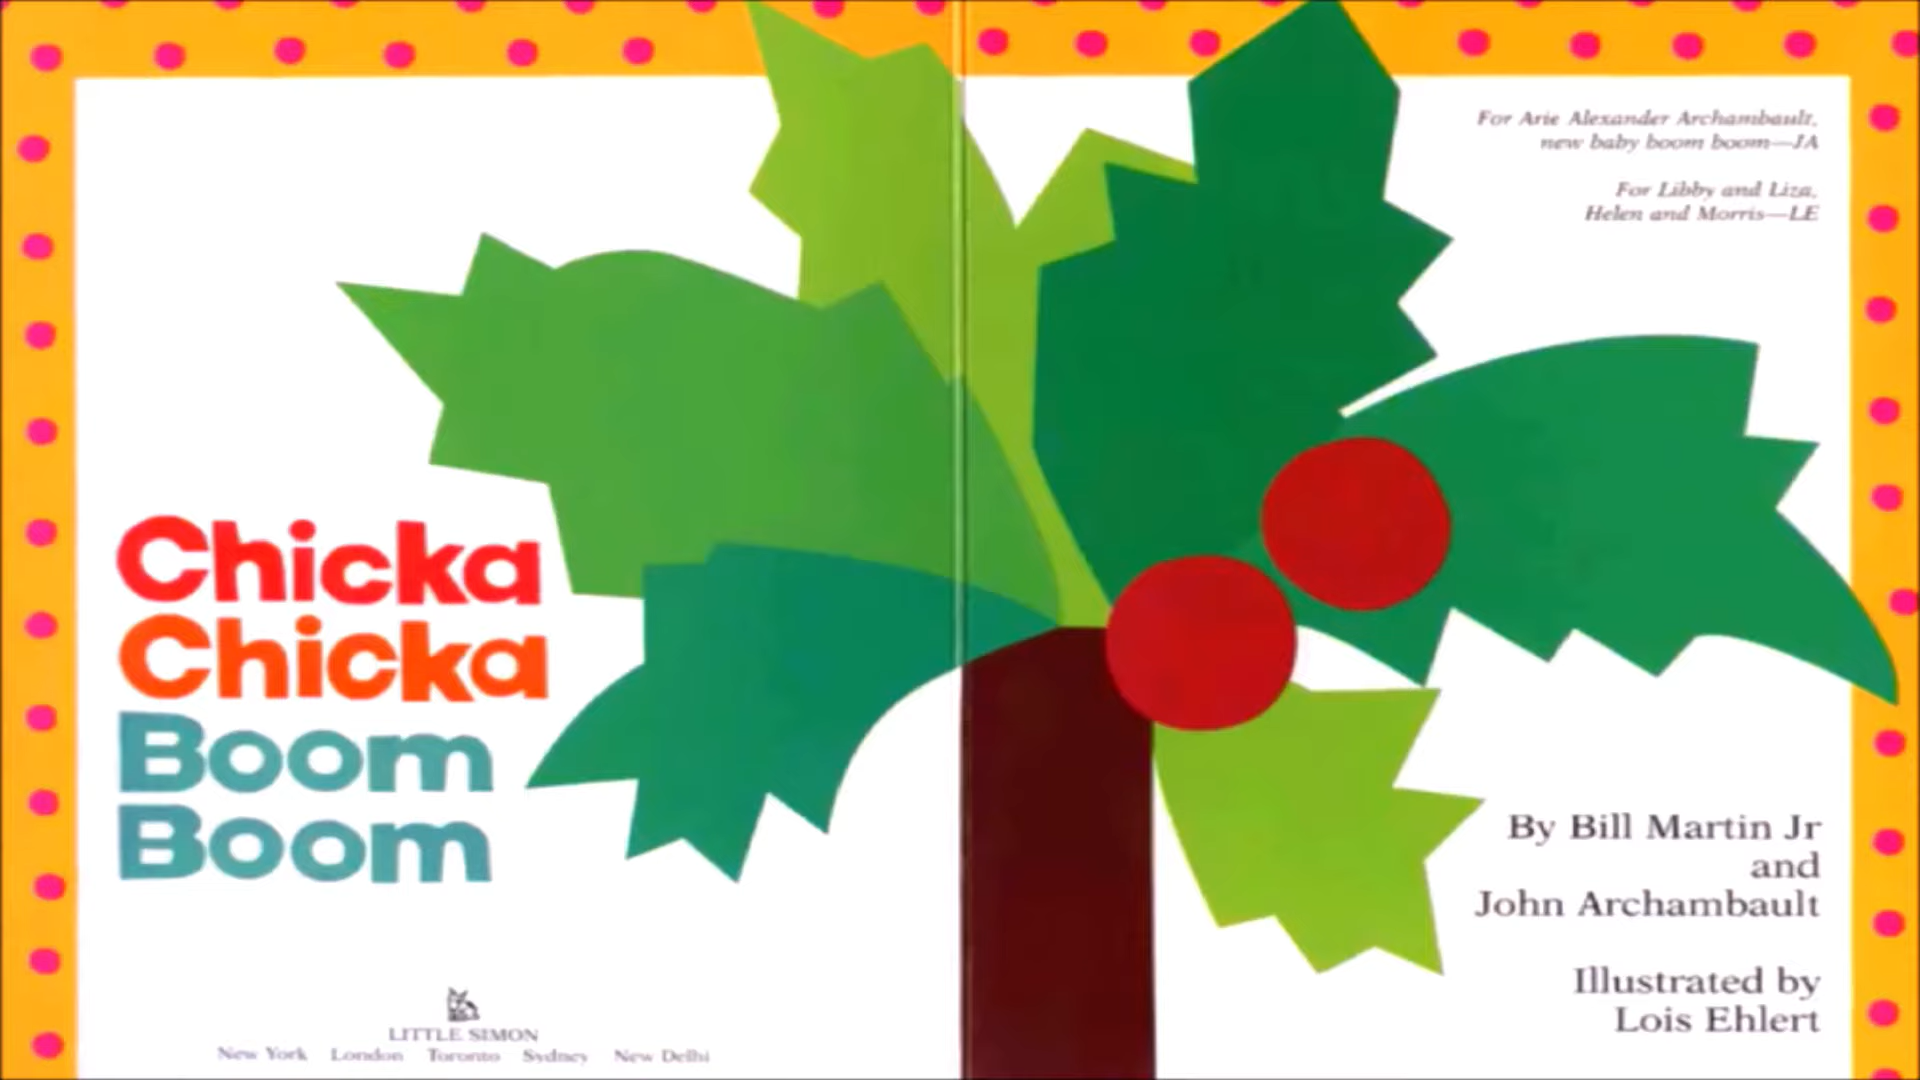 Chicka
Chicka
Boom
Boom
LITTLE SIMON
New York London Toronto Sydney New Delhi
For Arie Alexander Archambault,
new baby boom boom—JA
For Libby and Liza,
Helen and Morris—LE
By Bill Martin Jr
and
John Archambault
Illustrated by
Lois Ehlert